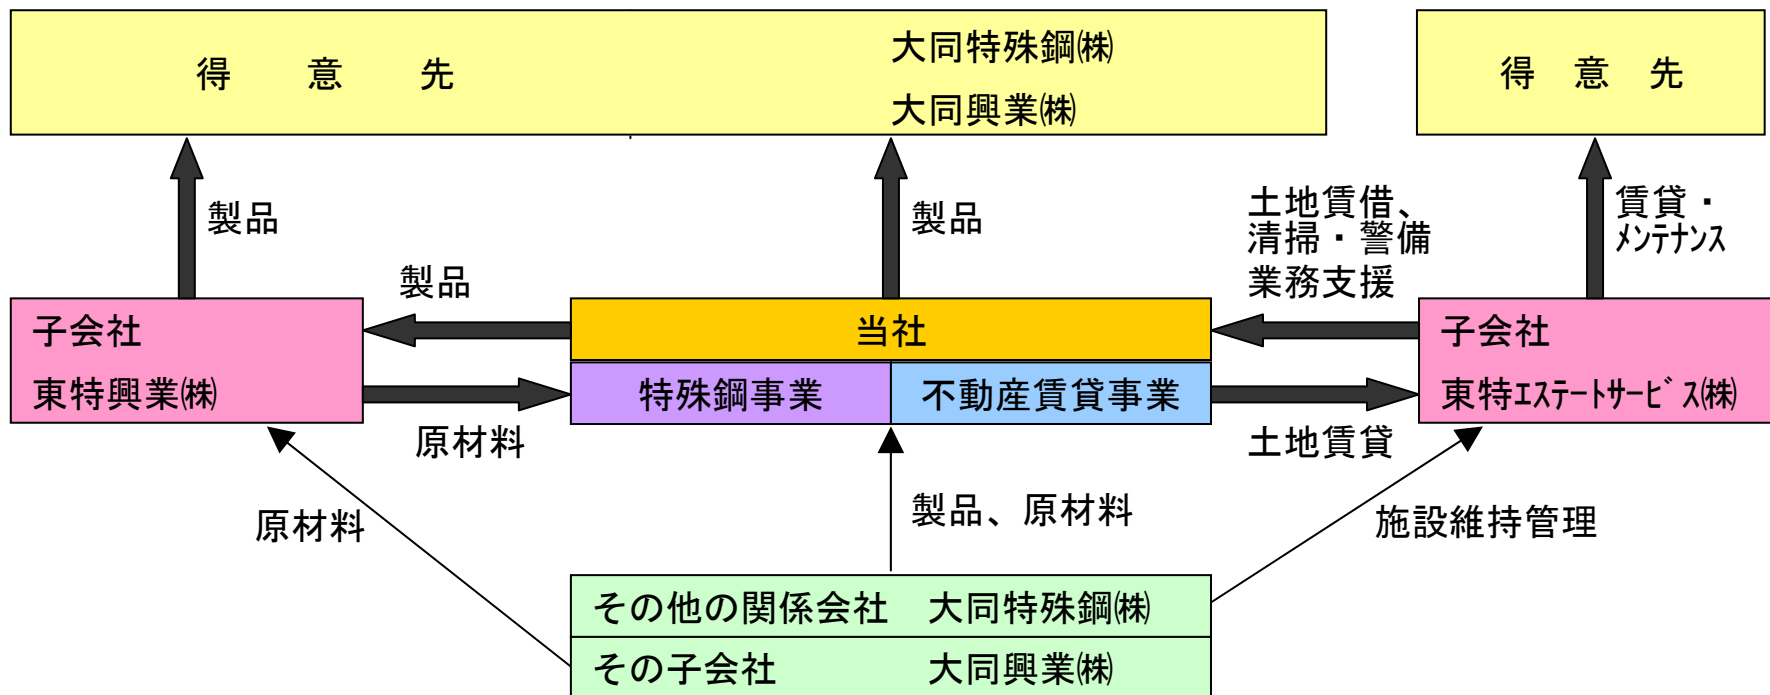 得　意　先
大同特殊鋼㈱
大同興業㈱
得　意　先
製品
製品
土地賃借、
清掃・警備
業務支援
賃貸・
ﾒﾝﾃﾅﾝｽ
製品
子会社
東特興業㈱
当社
特殊鋼事業
不動産賃貸事業
子会社
東特ｴｽﾃｰﾄｻｰﾋﾞｽ㈱
原材料
土地賃貸
原材料
製品、原材料
施設維持管理
その他の関係会社　大同特殊鋼㈱
その子会社　大同興業㈱